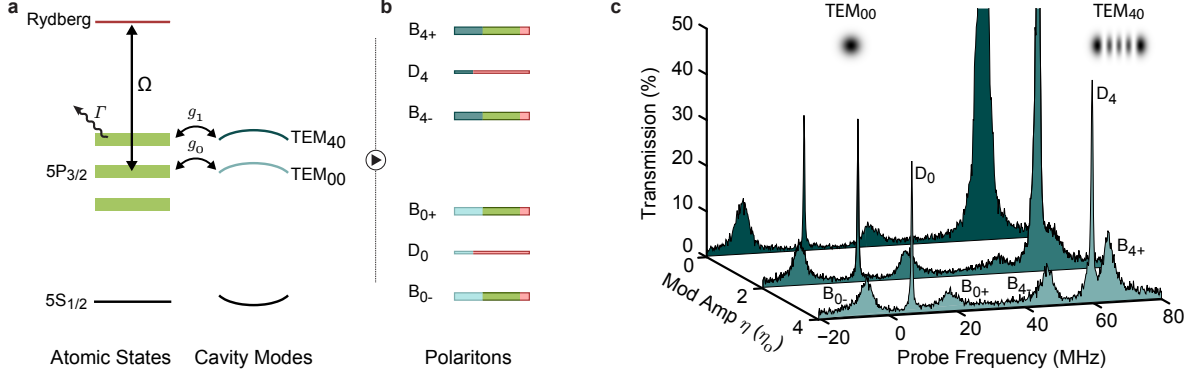 a
Rydberg
Ω
Γ
g₁
g₀
TEM₄₀
TEM₀₀
5P₃/₂
5S₁/₂
Atomic States
Cavity Modes
b
B₄₊
D₄
B₄₋
B₀₊
D₀
B₀₋
Polaritons
c
TEM₀₀
TEM₄₀
50
40
30
20
10
0
Transmission (%)
0
2
4
Mod Amp η (η₀)
D₀
D₄
B₀₋
B₀₊
B₄₋
B₄₊
−20
0
20
40
60
80
Probe Frequency (MHz)